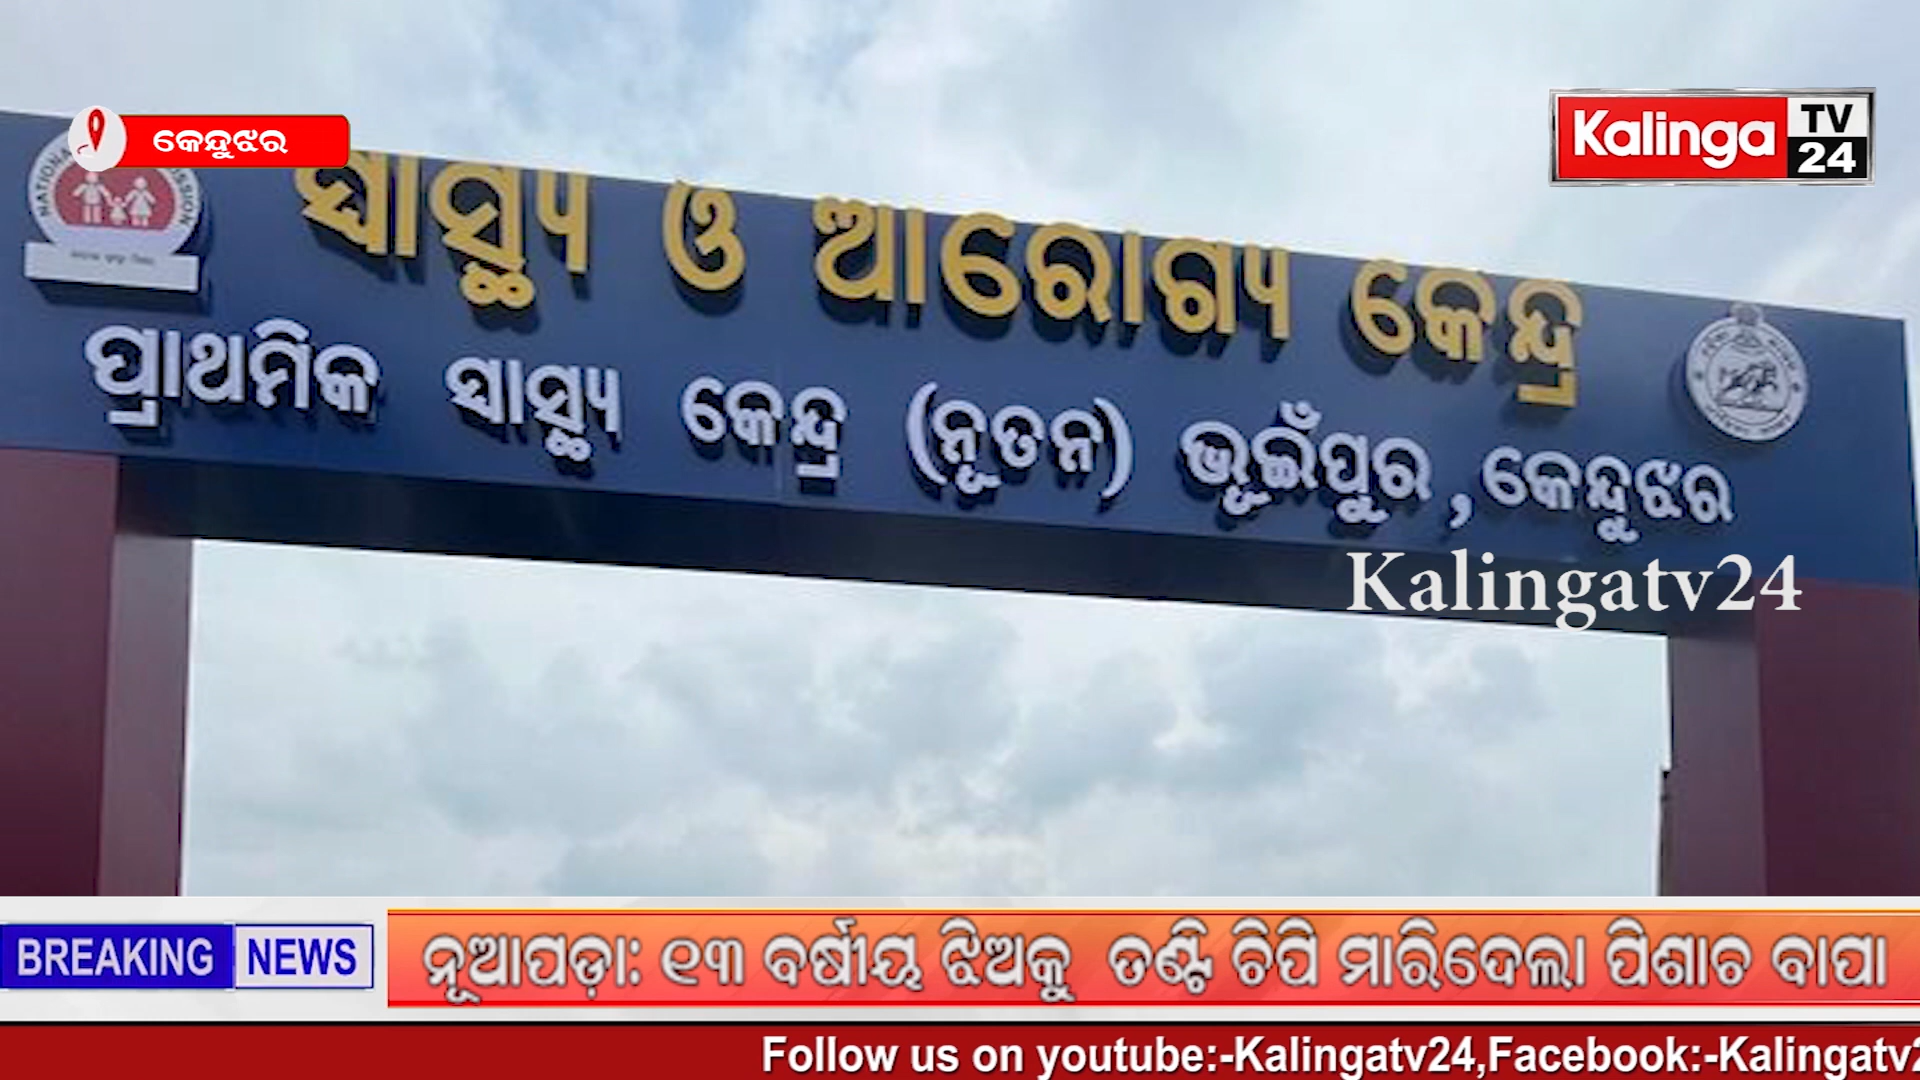 କେନ୍ଦୁଝର
Kalinga TV 24
NATIONAL
ସ୍ୱାସ୍ଥ୍ୟ ଓ ଆରୋଗ୍ୟ କେନ୍ଦ୍ର
ପ୍ରାଥମିକ ସ୍ୱାସ୍ଥ୍ୟ କେନ୍ଦ୍ର (ନୂତନ) ଭୂଇଁପୁର, କେନ୍ଦୁଝର
Kalingatv24
BREAKING NEWS
ନୂଆପଡ଼ା: ୧୩ ବର୍ଷୀୟ ଝିଅକୁ ତଣ୍ଟି ଚିପି ମାରିଦେଲା ପିଶାଚ ବାପା
Follow us on youtube:-Kalingatv24,Facebook:-Kalingatv2